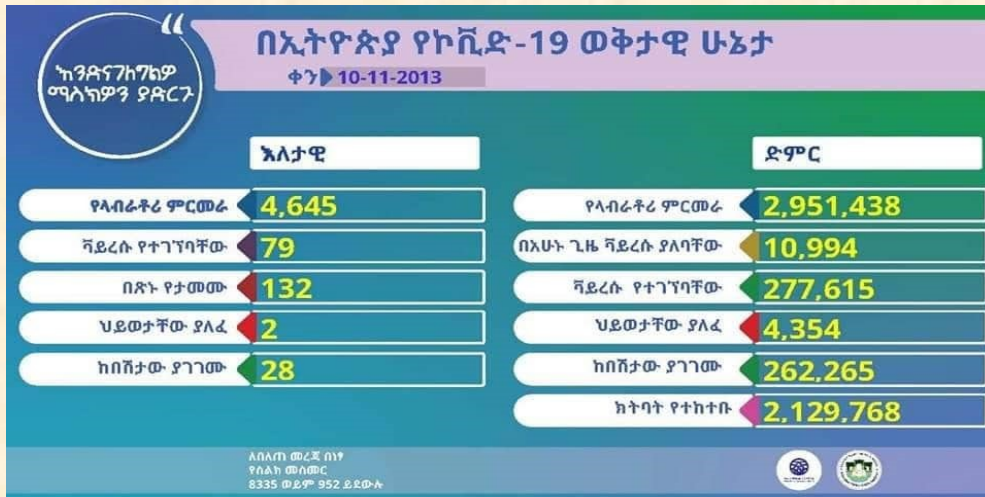 በኢትዮጵያ የኮቪድ-19 ወቅታዊ ሁኔታ
ቀን 10-11-2013
እንድናገለግልዎ
ማስክዎን ያድርጉ
እለታዊ
የላብራቶሪ ምርመራ 4,645
ቫይረሱ የተገኘባቸው 79
በጽኑ የታመሙ 132
ህይወታቸው ያለፈ 2
ከበሽታው ያገገሙ 28
ድምር
የላብራቶሪ ምርመራ 2,951,438
በአሁኑ ጊዜ ቫይረሱ ያለባቸው 10,994
ቫይረሱ የተገኘባቸው 277,615
ህይወታቸው ያለፈ 4,354
ከበሽታው ያገገሙ 262,265
ክትባት የተከተቡ 2,129,768
ለበለጠ መረጃ በነፃ
የስልክ መስመር
8335 ወይም 952 ይደውሉ